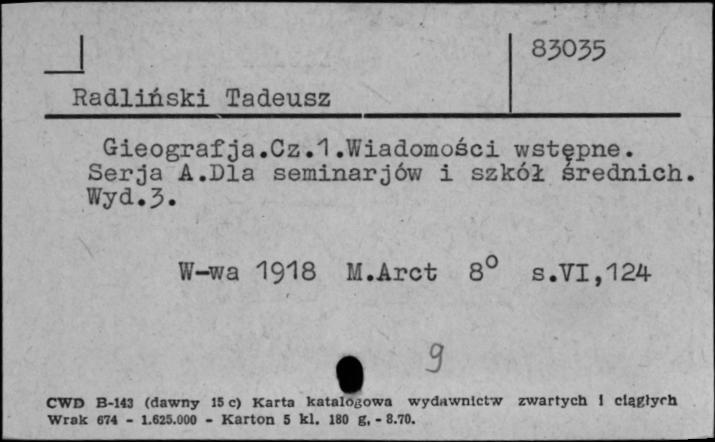 83035
Radliński Tadeusz
Gieografja.Cz.1.Wiadomości wstępne.
Serja A.Dla seminarjów i szkół średnich.
Wyd.3.
W-wa 1918 M.Arct 8° s.VI,124
9
CWD B-143 (dawny 15 c) Karta katalogowa wydawnictw zwartych i ciągłych
Wrak 674 - 1.625.000 - Karton 5 kl. 180 g. - 8.70.